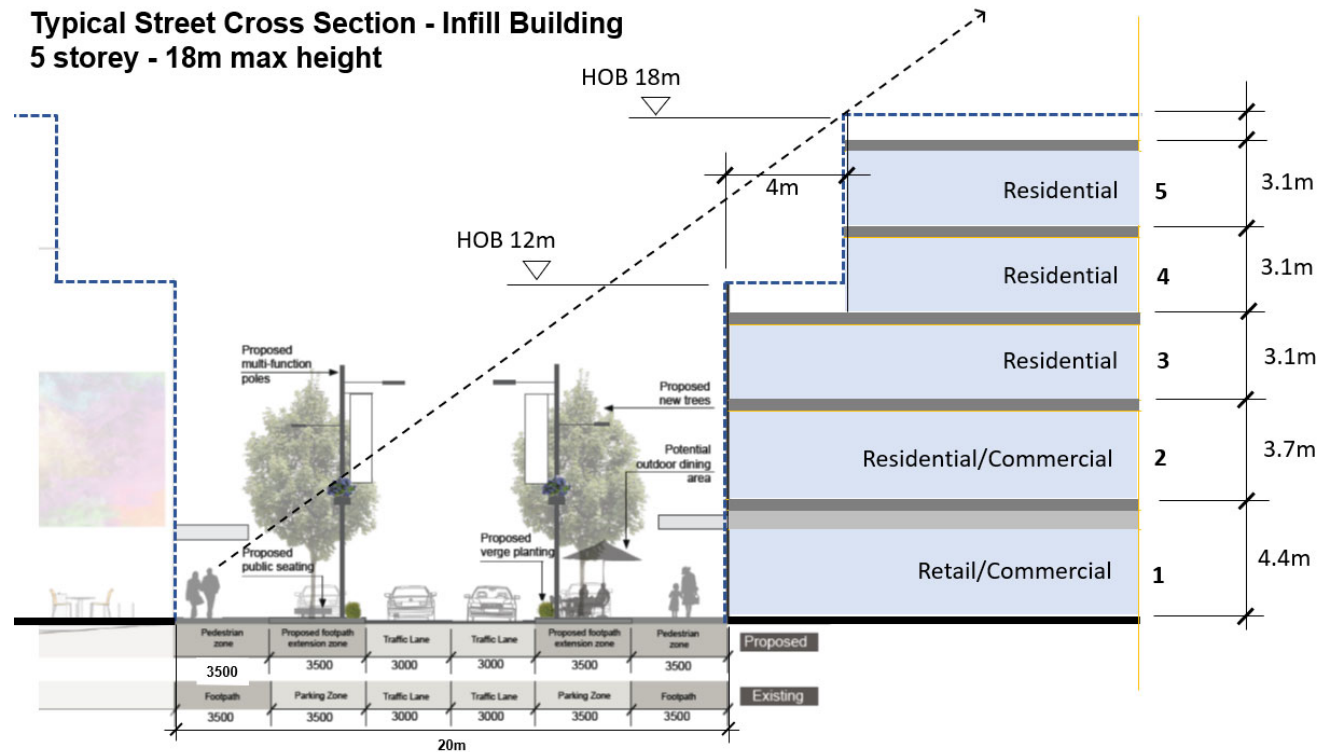 Typical Street Cross Section - Infill Building
5 storey - 18m max height
HOB 18m
4m
HOB 12m
Residential 5 3.1m
Residential 4 3.1m
Residential 3 3.1m
Residential/Commercial 2 3.7m
Retail/Commercial 1 4.4m
Proposed
multi-function
poles
Proposed
new trees
Potential
outdoor dining
area
Proposed
public seating
Proposed
verge planting
Pedestrian
zone
Proposed footpath
extension zone
Traffic Lane
Traffic Lane
Proposed footpath
extension zone
Pedestrian
zone
Proposed
3500 3500 3000 3000 3500 3500
Footpath Parking Zone Traffic Lane Traffic Lane Parking Zone Footpath Existing
3500 3500 3000 3000 3500 3500
20m